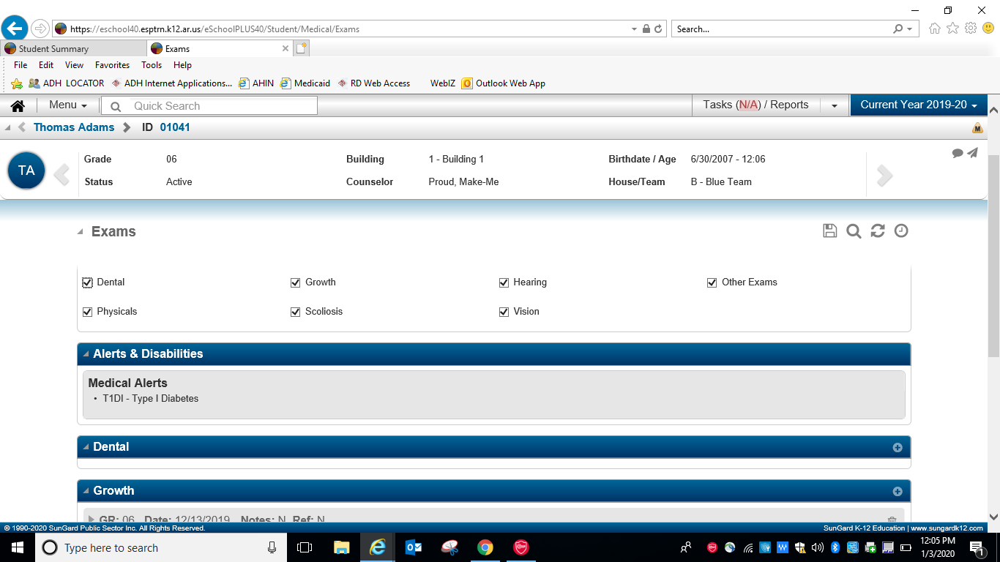 https://eschool40.esptrn.k12.ar.us/eSchoolPLUS40/Student/Medical/Exams
Search...
Student Summary
Exams
File Edit View Favorites Tools Help
ADH LOCATOR ADH Internet Applications... AHIN Medicaid RD Web Access WebIZ Outlook Web App
Menu Quick Search Tasks (N/A) / Reports Current Year 2019-20
Thomas Adams ID 01041
M
TA
Grade 06 Building 1 - Building 1 Birthdate / Age 6/30/2007 - 12:06
Status Active Counselor Proud, Make-Me House/Team B - Blue Team
Exams
Dental Growth Hearing Other Exams
Physicals Scoliosis Vision
Alerts & Disabilities
Medical Alerts
• T1DI - Type I Diabetes
Dental
Growth
GR: 06 Date: 12/13/2019 Notes: N Ref: N
© 1990-2020 SunGard Public Sector Inc. All Rights Reserved. SunGard K-12 Education | www.sungardk12.com
Type here to search
12:05 PM
1/3/2020
1